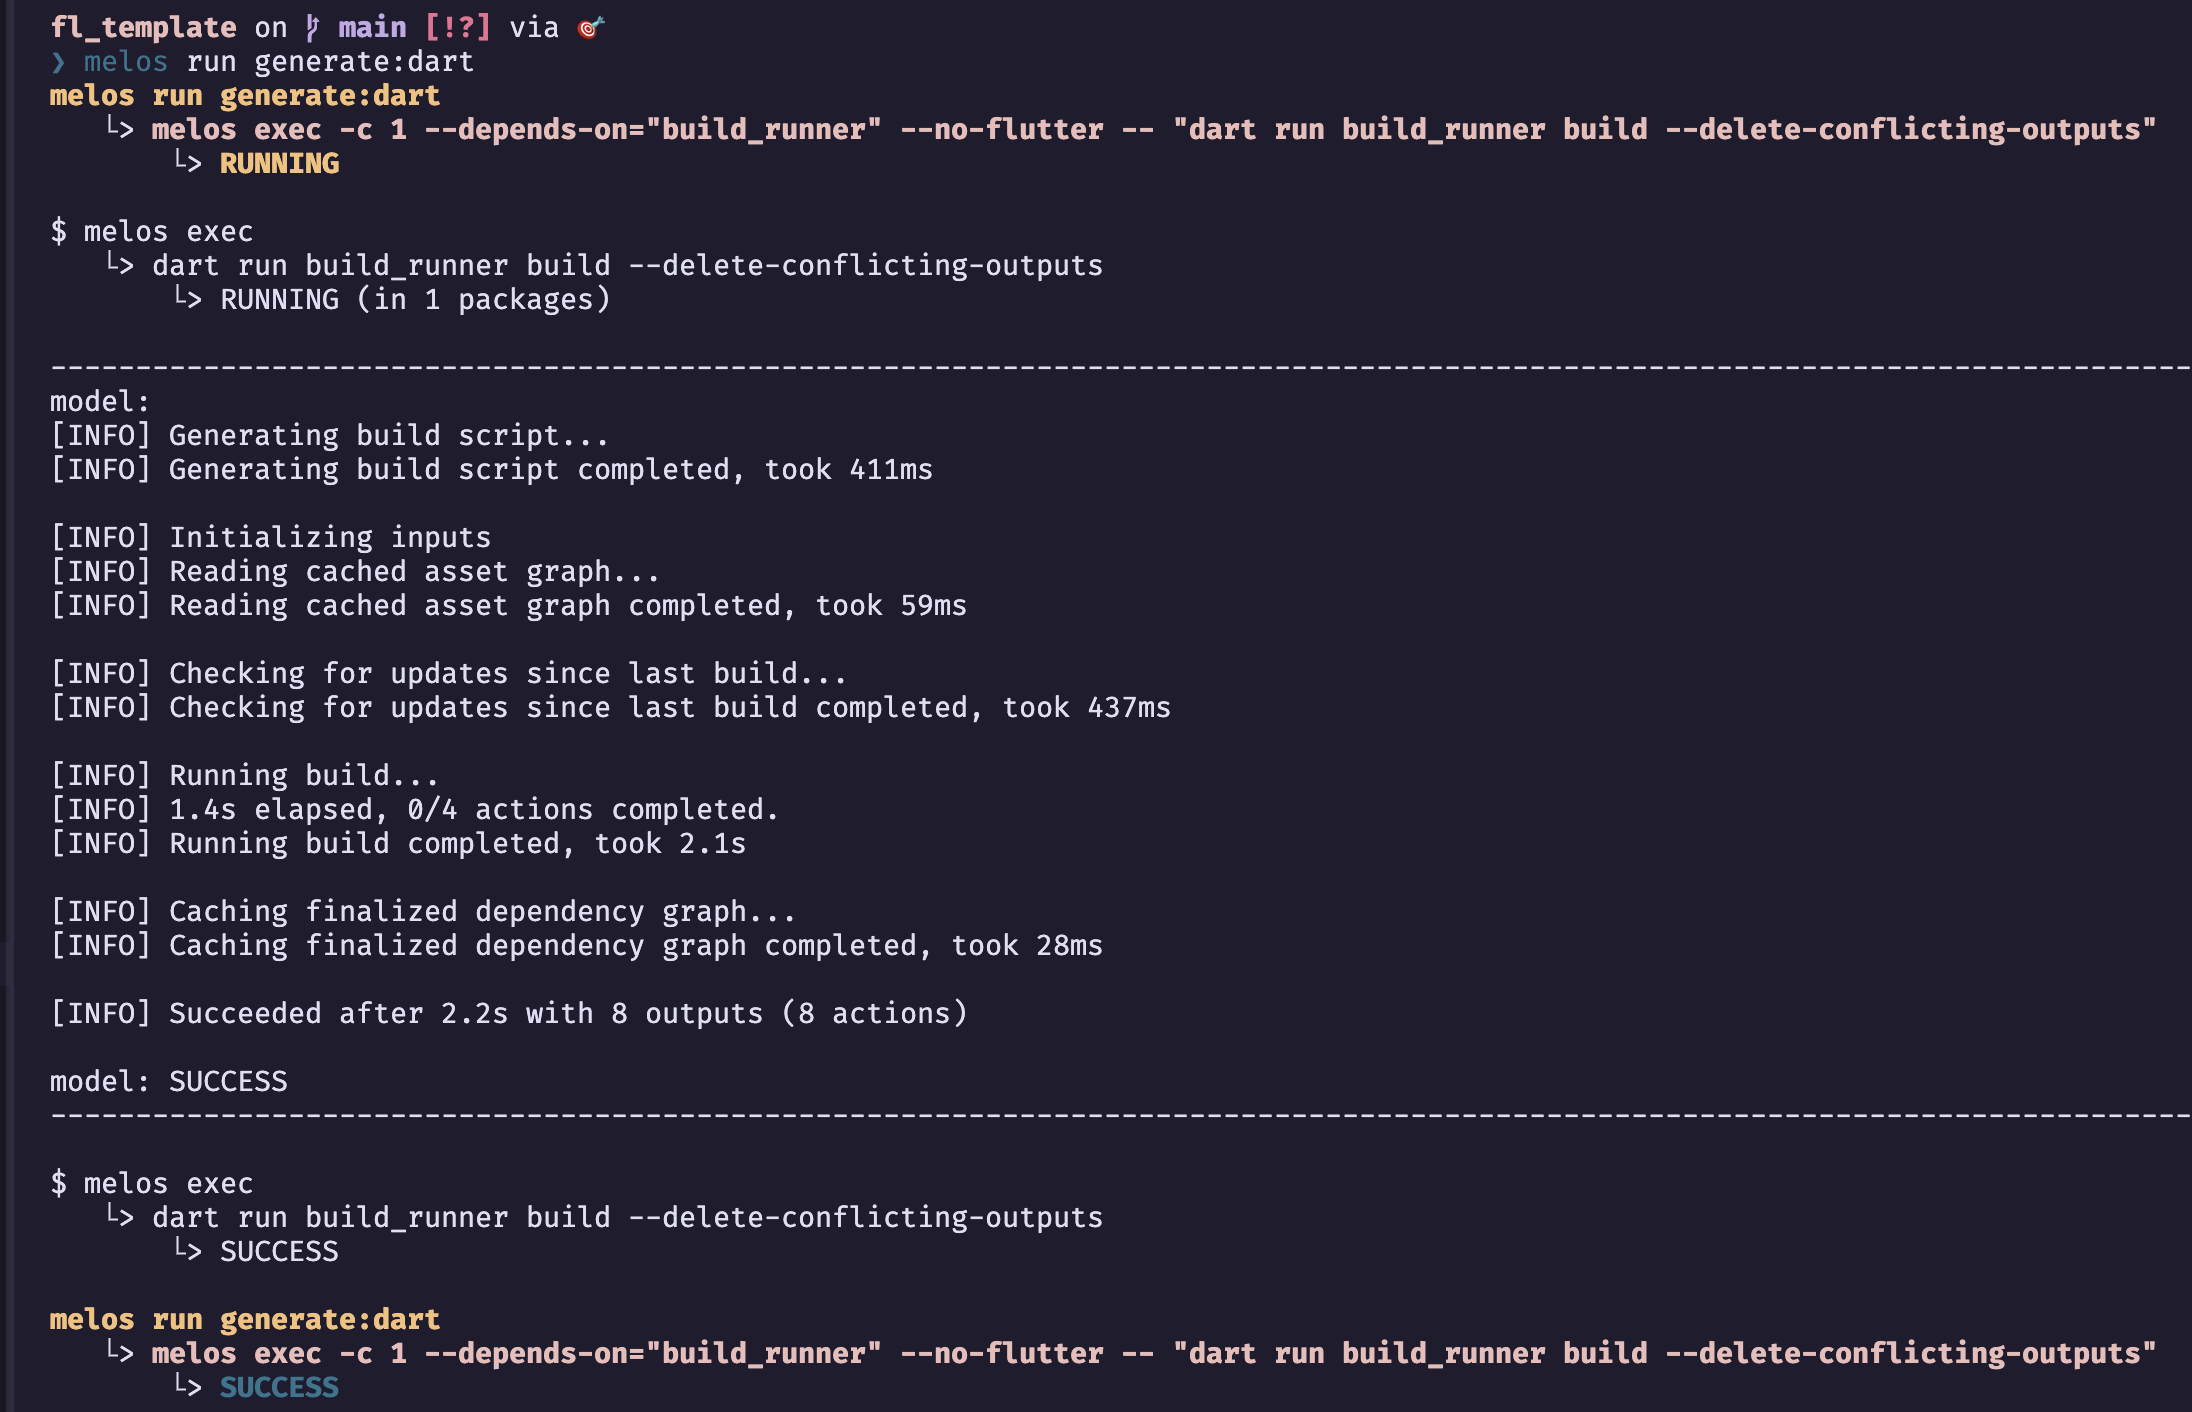 fl_template on main [!?] via 🎯
❯ melos run generate:dart
melos run generate:dart
└> melos exec -c 1 --depends-on="build_runner" --no-flutter -- "dart run build_runner build --delete-conflicting-outputs"
└> RUNNING
$ melos exec
└> dart run build_runner build --delete-conflicting-outputs
└> RUNNING (in 1 packages)
--------------------------------------------------------------------------------------------------------------------------------
model:
[INFO] Generating build script...
[INFO] Generating build script completed, took 411ms
[INFO] Initializing inputs
[INFO] Reading cached asset graph...
[INFO] Reading cached asset graph completed, took 59ms
[INFO] Checking for updates since last build...
[INFO] Checking for updates since last build completed, took 437ms
[INFO] Running build...
[INFO] 1.4s elapsed, 0/4 actions completed.
[INFO] Running build completed, took 2.1s
[INFO] Caching finalized dependency graph...
[INFO] Caching finalized dependency graph completed, took 28ms
[INFO] Succeeded after 2.2s with 8 outputs (8 actions)
model: SUCCESS
--------------------------------------------------------------------------------------------------------------------------------
$ melos exec
└> dart run build_runner build --delete-conflicting-outputs
└> SUCCESS
melos run generate:dart
└> melos exec -c 1 --depends-on="build_runner" --no-flutter -- "dart run build_runner build --delete-conflicting-outputs"
└> SUCCESS